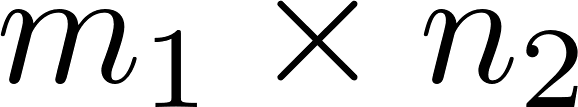 m₁ × n₂